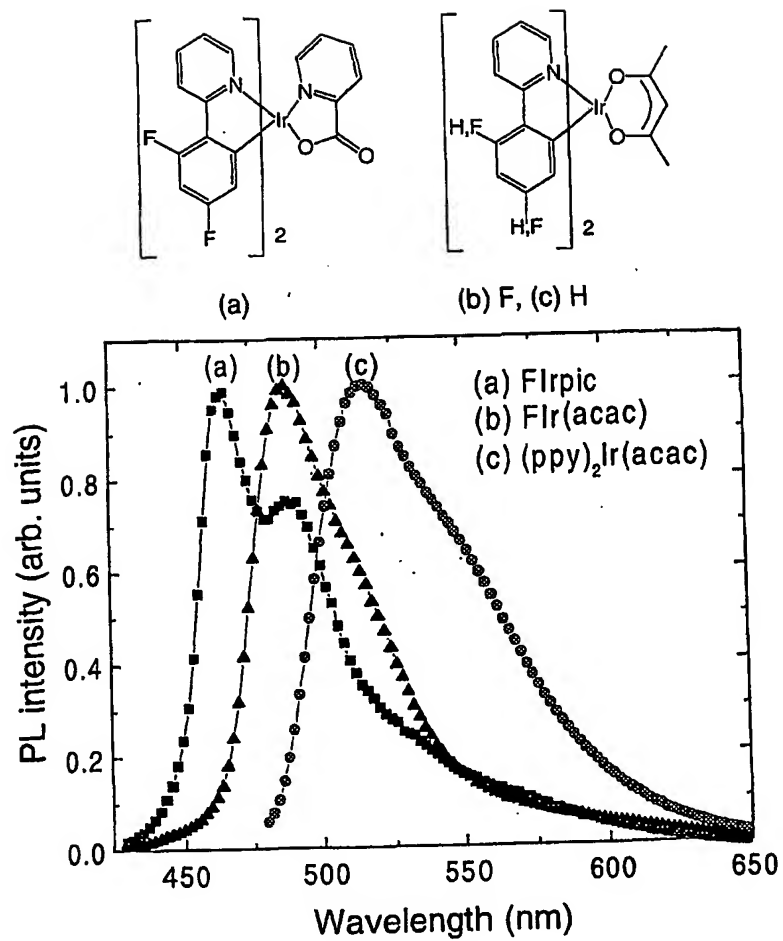 N N O
Ir Ir
F O O H,F O
F 2 H,F 2
(a) (b) F, (c) H
(a) (b) (c)
(a) FIrpic
(b) FIr(acac)
(c) (ppy)₂Ir(acac)
PL intensity (arb. units)
1.0
0.8
0.6
0.4
0.2
0.0
450 500 550 600 650
Wavelength (nm)